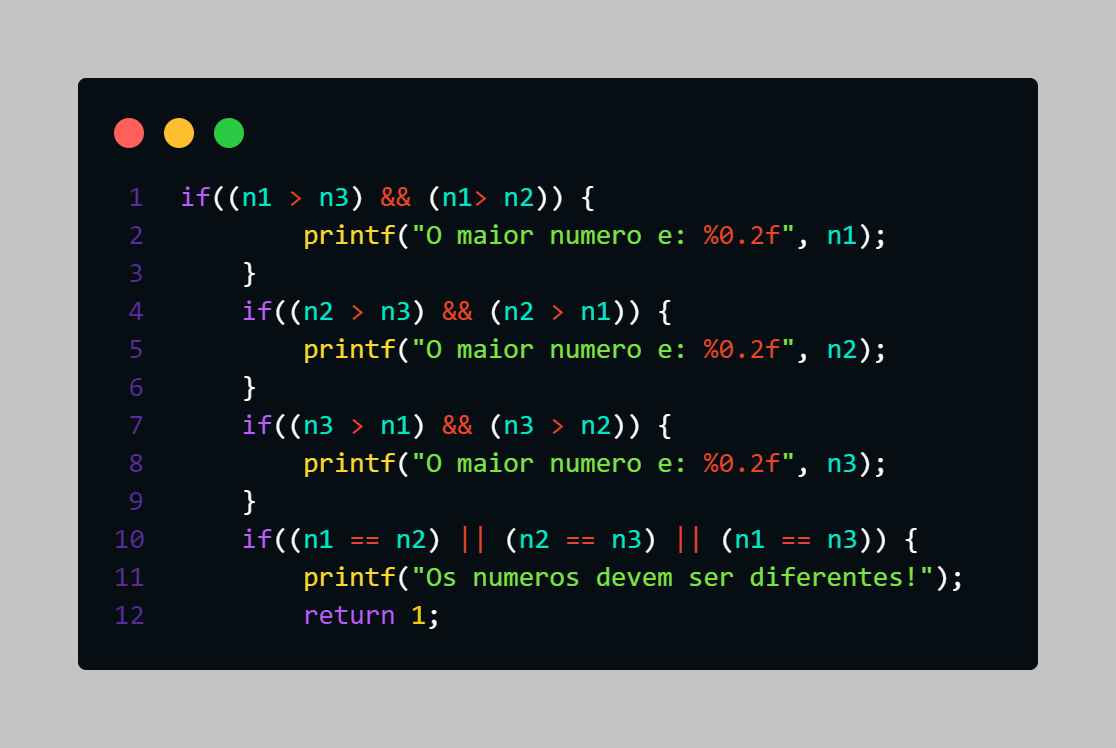 1 if((n1 > n3) && (n1> n2)) {
2 printf("O maior numero e: %0.2f", n1);
3 }
4 if((n2 > n3) && (n2 > n1)) {
5 printf("O maior numero e: %0.2f", n2);
6 }
7 if((n3 > n1) && (n3 > n2)) {
8 printf("O maior numero e: %0.2f", n3);
9 }
10 if((n1 == n2) || (n2 == n3) || (n1 == n3)) {
11 printf("Os numeros devem ser diferentes!");
12 return 1;